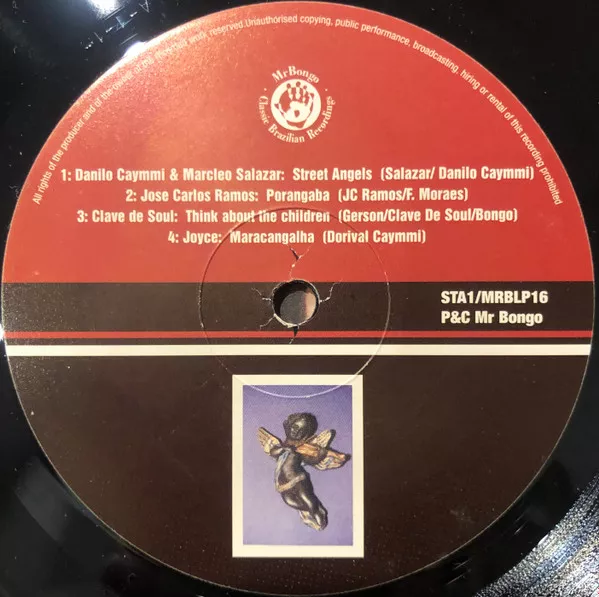 All rights of the producer and of the owner of the recorded work reserved.Unauthorised copying, public performance, broadcasting, hiring or rental of this recording prohibited
MrBongo
Classic Brazilian Recordings
1: Danilo Caymmi & Marcleo Salazar: Street Angels (Salazar/ Danilo Caymmi)
2: Jose Carlos Ramos: Porangaba (JC Ramos/F. Moraes)
3: Clave de Soul: Think about the children (Gerson/Clave De Soul/Bongo)
4: Joyce: Maracangalha (Dorival Caymmi)
STA1/MRBLP16
P&C Mr Bongo